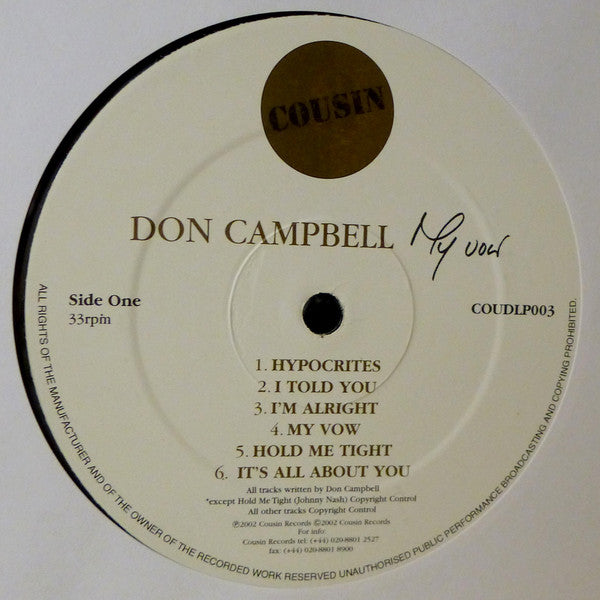 COUSIN
DON CAMPBELL My vow
Side One
33rpm
COUDLP003
1. HYPOCRITES
2. I TOLD YOU
3. I'M ALRIGHT
4. MY VOW
5. HOLD ME TIGHT
6. IT'S ALL ABOUT YOU
All tracks written by Don Campbell
*except Hold Me Tight (Johnny Nash) Copyright Control
All other tracks Copyright Control
℗2002 Cousin Records ©2002 Cousin Records
For info:
Cousin Records tel: (+44) 020-8801 2527
fax: (+44) 020-8801 8900
ALL RIGHTS OF THE MANUFACTURER AND OF THE OWNER OF THE RECORDED WORK RESERVED UNAUTHORISED PUBLIC PERFORMANCE BROADCASTING AND COPYING PROHIBITED.